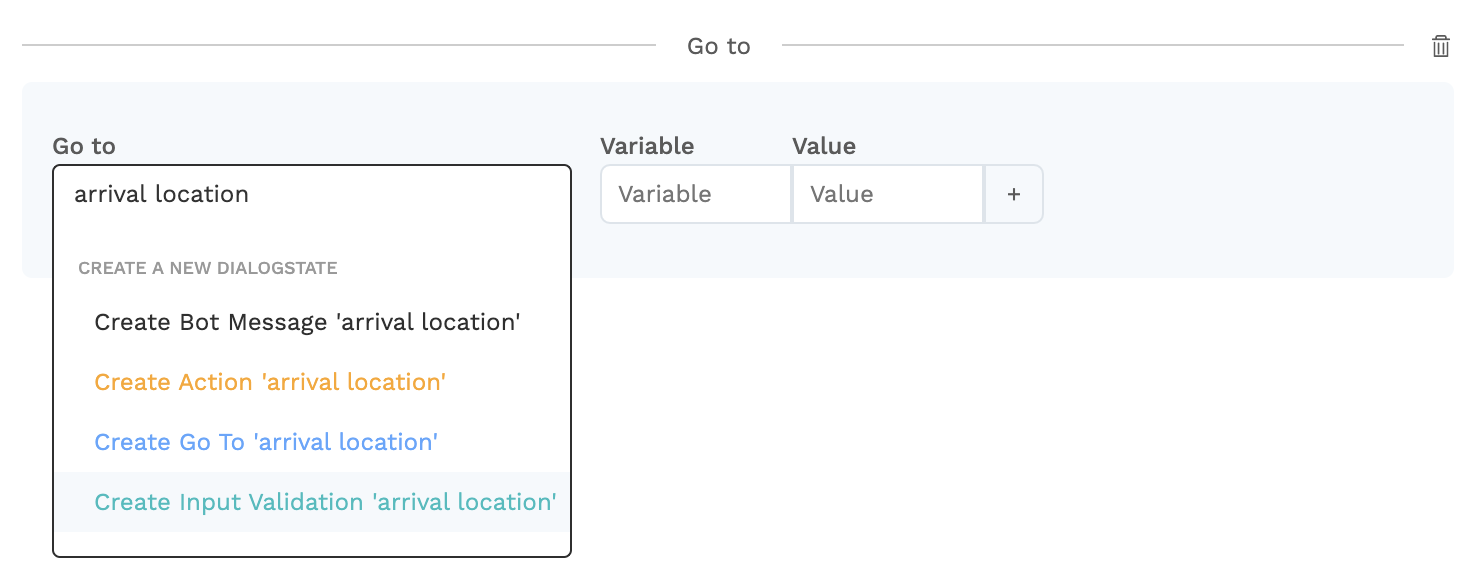 Go to
Go to
Variable
Value
arrival location
Variable
Value
+
CREATE A NEW DIALOGSTATE
Create Bot Message 'arrival location'
Create Action 'arrival location'
Create Go To 'arrival location'
Create Input Validation 'arrival location'